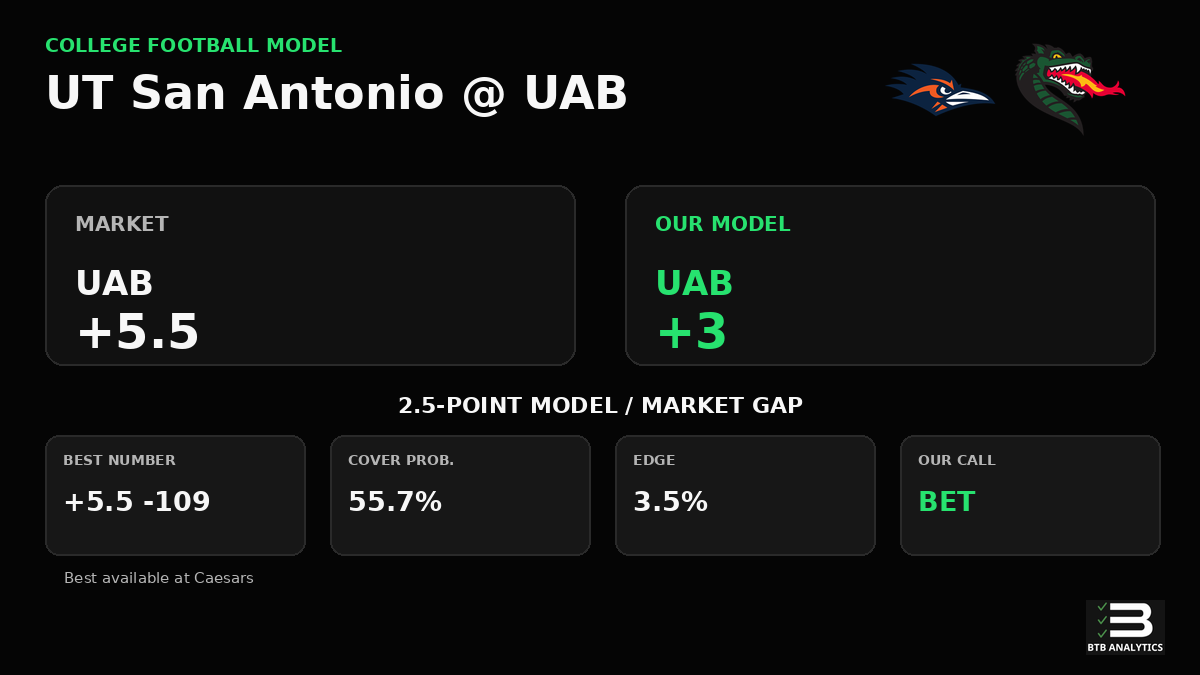 COLLEGE FOOTBALL MODEL
UT San Antonio @ UAB
MARKET
UAB
+5.5
OUR MODEL
UAB
+3
2.5-POINT MODEL / MARKET GAP
BEST NUMBER
+5.5 -109
COVER PROB.
55.7%
EDGE
3.5%
OUR CALL
BET
Best available at Caesars
BTB ANALYTICS